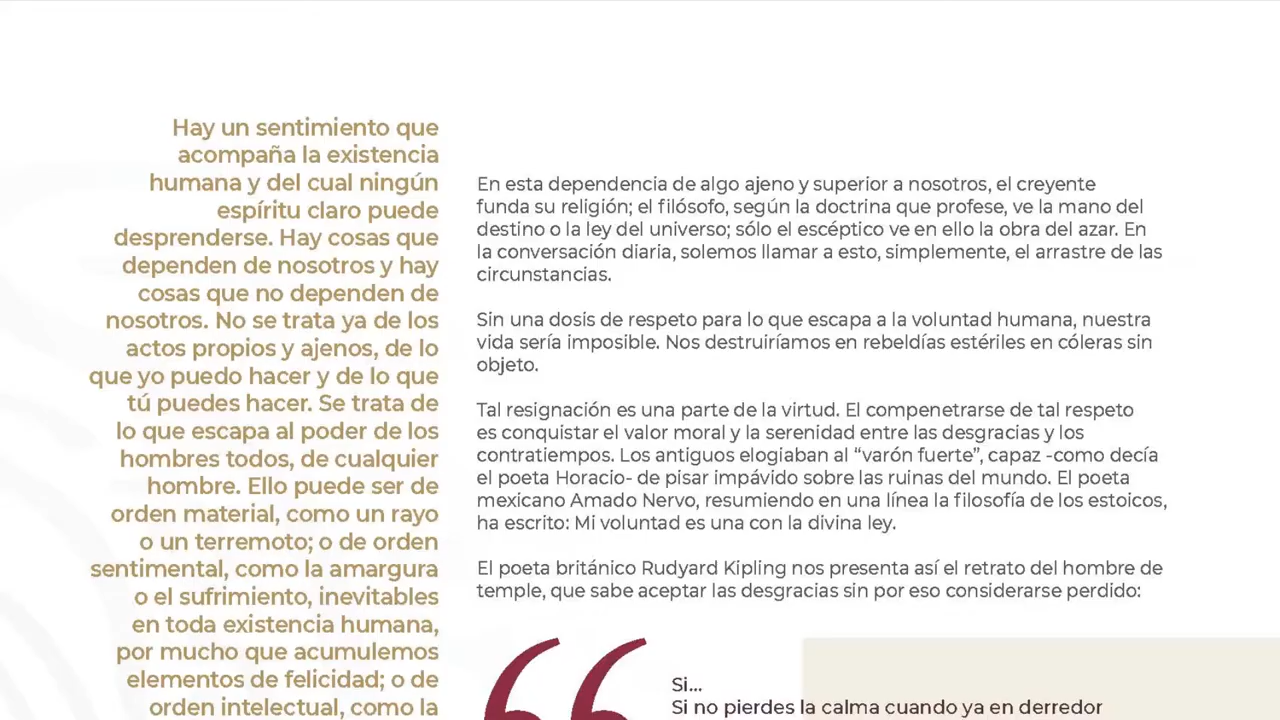 Hay un sentimiento que
acompaña la existencia
humana y del cual ningún
espíritu claro puede
desprenderse. Hay cosas que
dependen de nosotros y hay
cosas que no dependen de
nosotros. No se trata ya de los
actos propios y ajenos, de lo
que yo puedo hacer y de lo que
tú puedes hacer. Se trata de
lo que escapa al poder de los
hombres todos, de cualquier
hombre. Ello puede ser de
orden material, como un rayo
o un terremoto; o de orden
sentimental, como la amargura
o el sufrimiento, inevitables
en toda existencia humana,
por mucho que acumulemos
elementos de felicidad; o de
orden intelectual, como la
En esta dependencia de algo ajeno y superior a nosotros, el creyente
funda su religión; el filósofo, según la doctrina que profese, ve la mano del
destino o la ley del universo; sólo el escéptico ve en ello la obra del azar. En
la conversación diaria, solemos llamar a esto, simplemente, el arrastre de las
circunstancias.
Sin una dosis de respeto para lo que escapa a la voluntad humana, nuestra
vida sería imposible. Nos destruiríamos en rebeldías estériles en cóleras sin
objeto.
Tal resignación es una parte de la virtud. El compenetrarse de tal respeto
es conquistar el valor moral y la serenidad entre las desgracias y los
contratiempos. Los antiguos elogiaban al “varón fuerte”, capaz -como decía
el poeta Horacio- de pisar impávido sobre las ruinas del mundo. El poeta
mexicano Amado Nervo, resumiendo en una línea la filosofía de los estoicos,
ha escrito: Mi voluntad es una con la divina ley.
El poeta británico Rudyard Kipling nos presenta así el retrato del hombre de
temple, que sabe aceptar las desgracias sin por eso considerarse perdido:
“
Si...
Si no pierdes la calma cuando ya en derredor